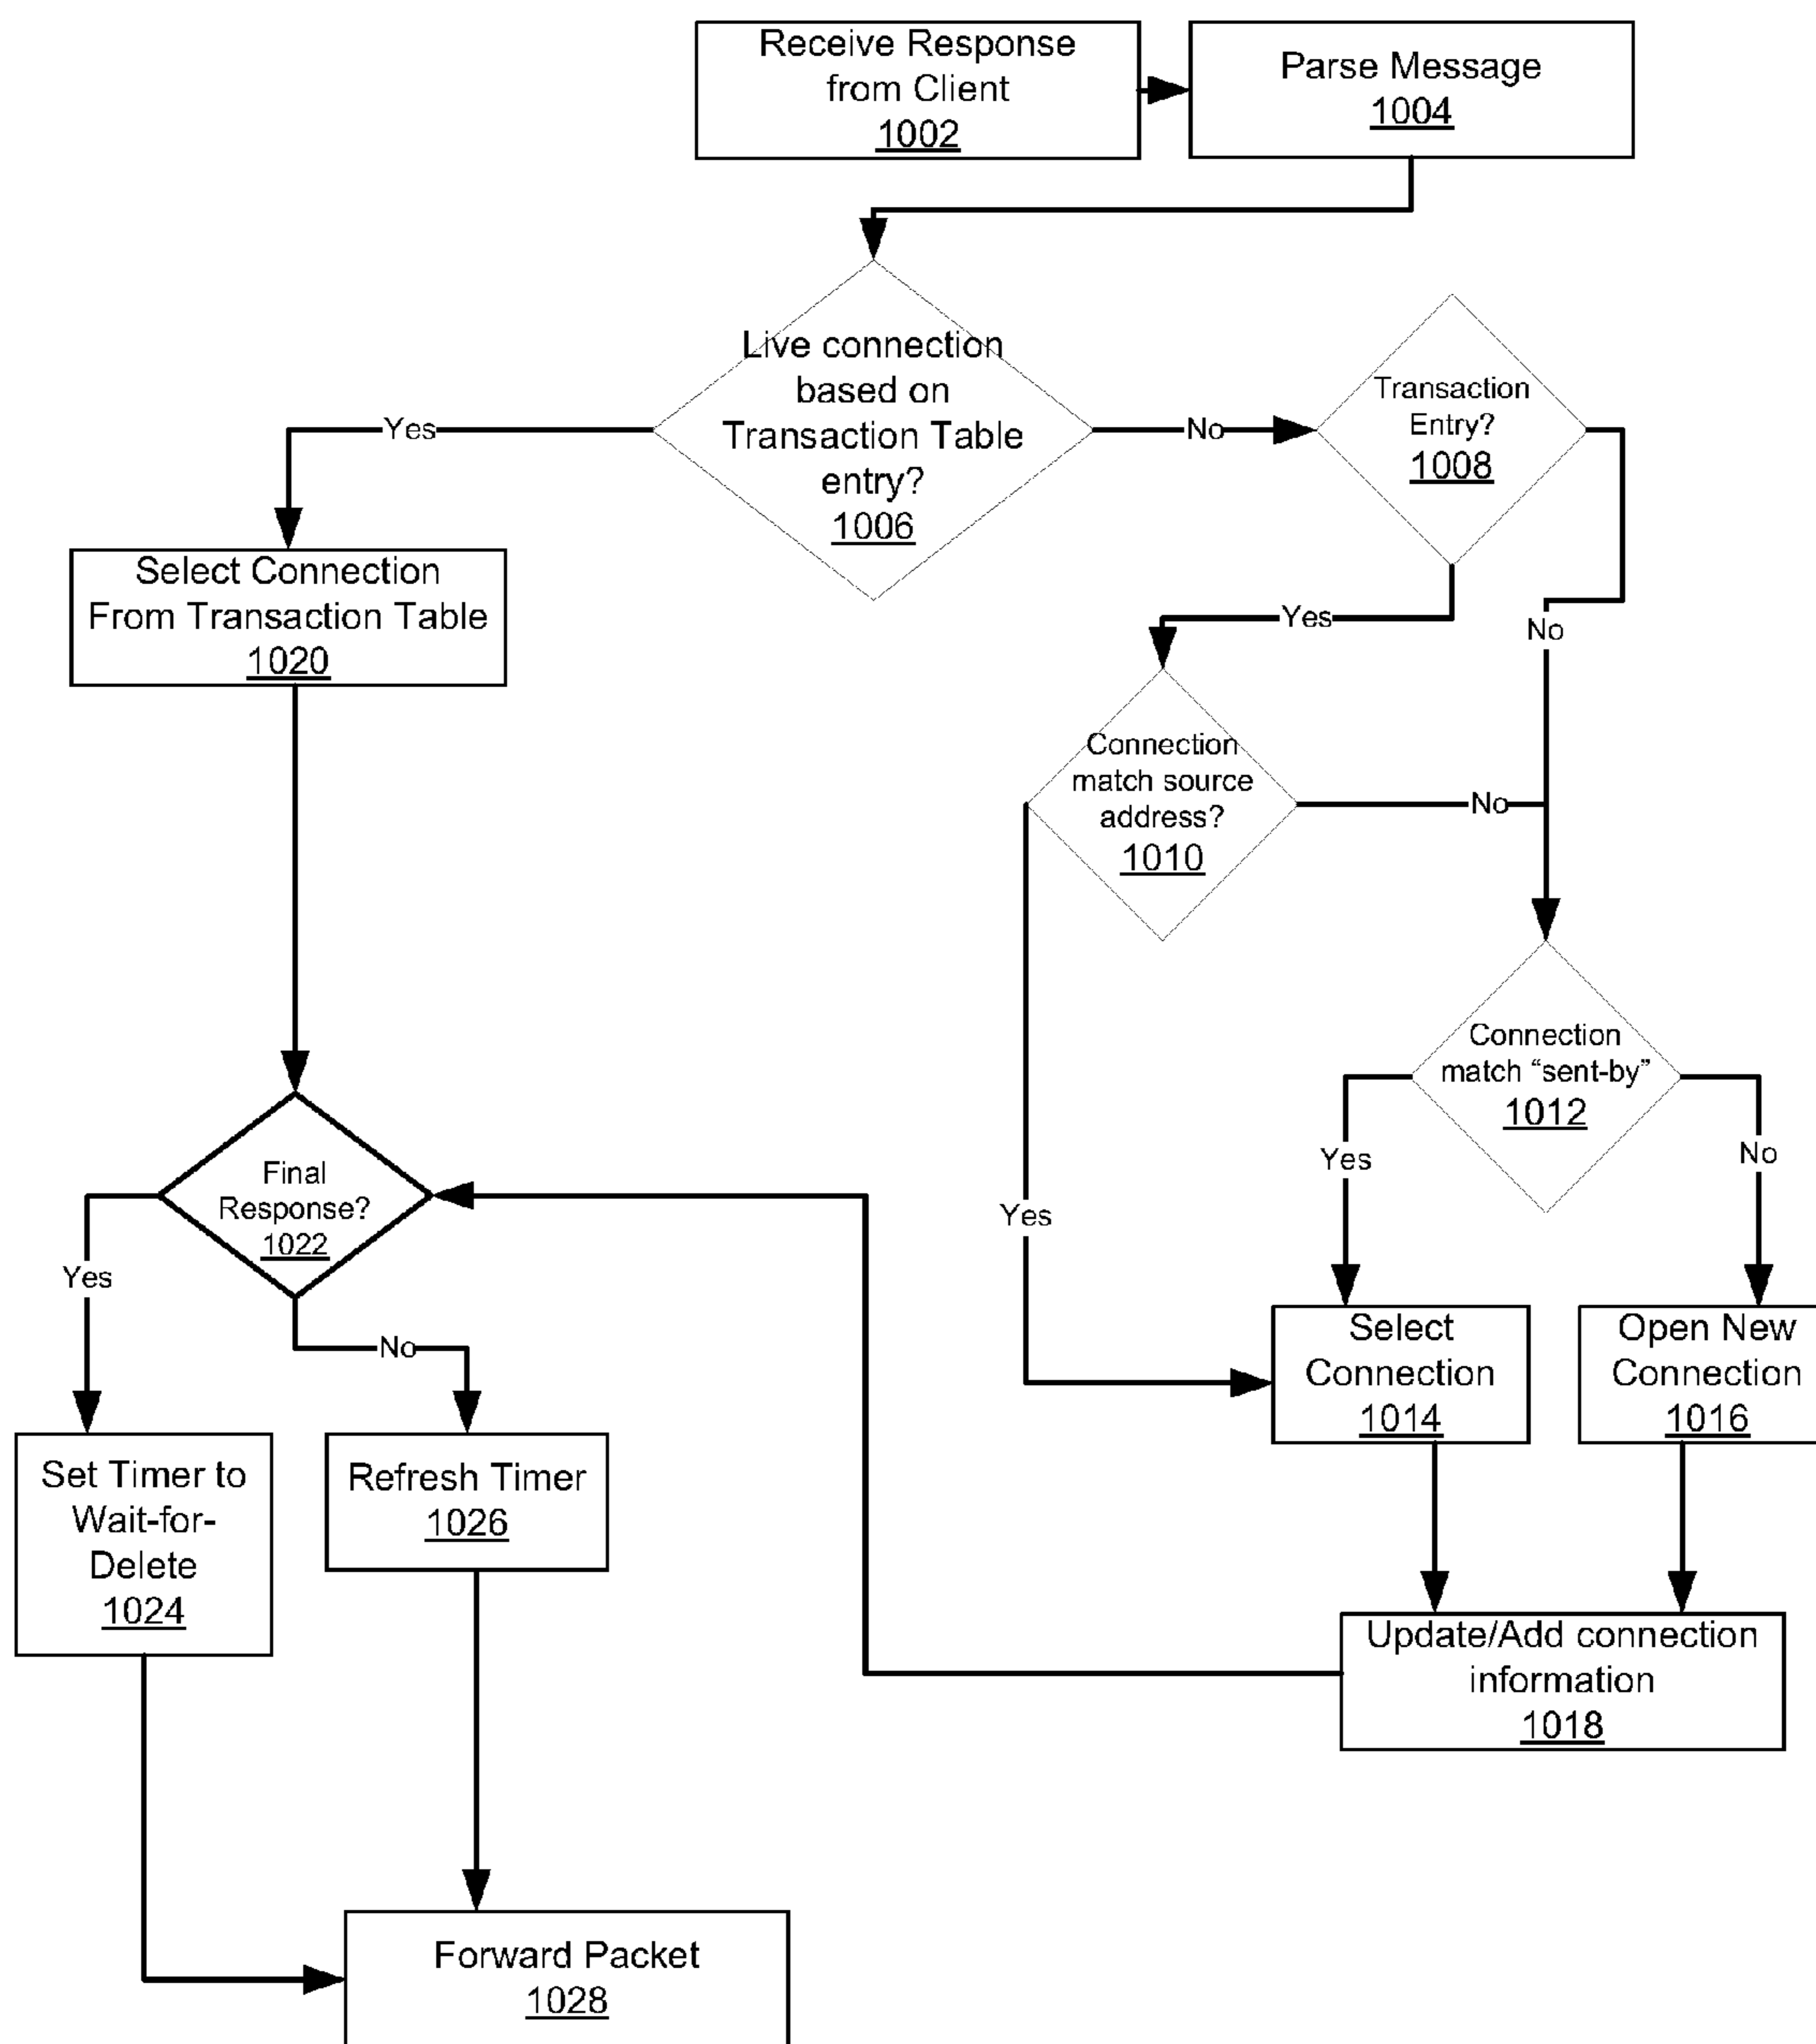 Receive Response
from Client
1002
Parse Message
1004
Live connection
based on
Transaction Table
entry?
1006
Yes
No
Transaction
Entry?
1008
Select Connection
From Transaction Table
1020
Yes
No
Connection
match source
address?
1010
No
Connection
match “sent-by”
1012
Yes
No
Yes
Final
Response?
1022
Yes
No
Select
Connection
1014
Open New
Connection
1016
Set Timer to
Wait-for-
Delete
1024
Refresh Timer
1026
Update/Add connection
information
1018
Forward Packet
1028